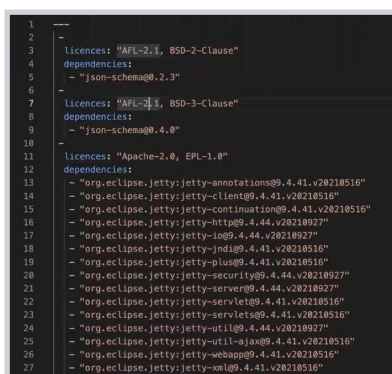 1 ---
2 -
3 licences: "AFL-2.1, BSD-2-Clause"
4 dependencies:
5 - "json-schema@0.2.3"
6 -
7 licences: "AFL-2.1, BSD-3-Clause"
8 dependencies:
9 - "json-schema@0.4.0"
10 -
11 licences: "Apache-2.0, EPL-1.0"
12 dependencies:
13 - "org.eclipse.jetty:jetty-annotations@9.4.41.v20210516"
14 - "org.eclipse.jetty:jetty-client@9.4.41.v20210516"
15 - "org.eclipse.jetty:jetty-continuation@9.4.41.v20210516"
16 - "org.eclipse.jetty:jetty-http@9.4.44.v20210927"
17 - "org.eclipse.jetty:jetty-io@9.4.44.v20210927"
18 - "org.eclipse.jetty:jetty-jndi@9.4.41.v20210516"
19 - "org.eclipse.jetty:jetty-plus@9.4.41.v20210516"
20 - "org.eclipse.jetty:jetty-security@9.4.44.v20210927"
21 - "org.eclipse.jetty:jetty-server@9.4.44.v20210927"
22 - "org.eclipse.jetty:jetty-servlet@9.4.41.v20210516"
23 - "org.eclipse.jetty:jetty-servlets@9.4.41.v20210516"
24 - "org.eclipse.jetty:jetty-util@9.4.44.v20210927"
25 - "org.eclipse.jetty:jetty-util-ajax@9.4.41.v20210516"
26 - "org.eclipse.jetty:jetty-webapp@9.4.41.v20210516"
27 - "org.eclipse.jetty:jetty-xml@9.4.41.v20210516"